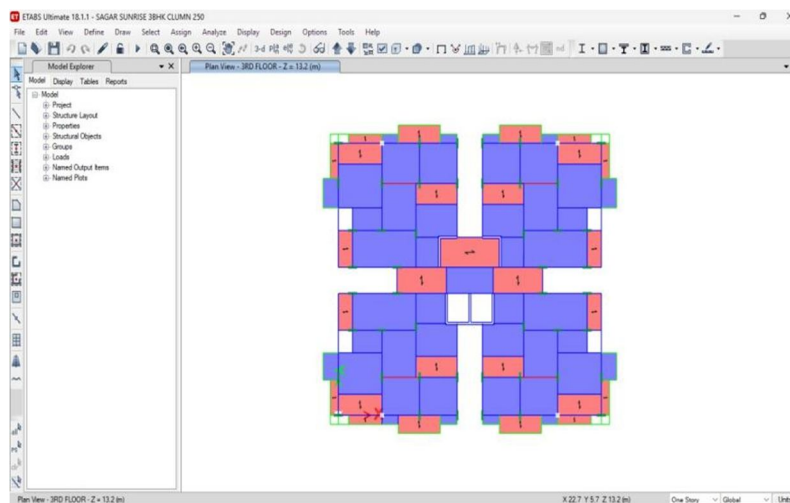 ETABS Ultimate 18.1.1 - SAGAR SUNRISE 3BHK CLUMN 250
File Edit View Define Draw Select Assign Analyze Display Design Options Tools Help
Model Explorer
Plan View - 3RD FLOOR - Z = 13.2 (m)
Model Display Tables Reports
Model
Project
Structure Layout
Properties
Structural Objects
Groups
Loads
Named Output Items
Named Plots
X
Plan View - 3RD FLOOR - Z = 13.2 (m)
X 22.7 Y 5.7 Z 13.2 (m)
One Story
Global
Units